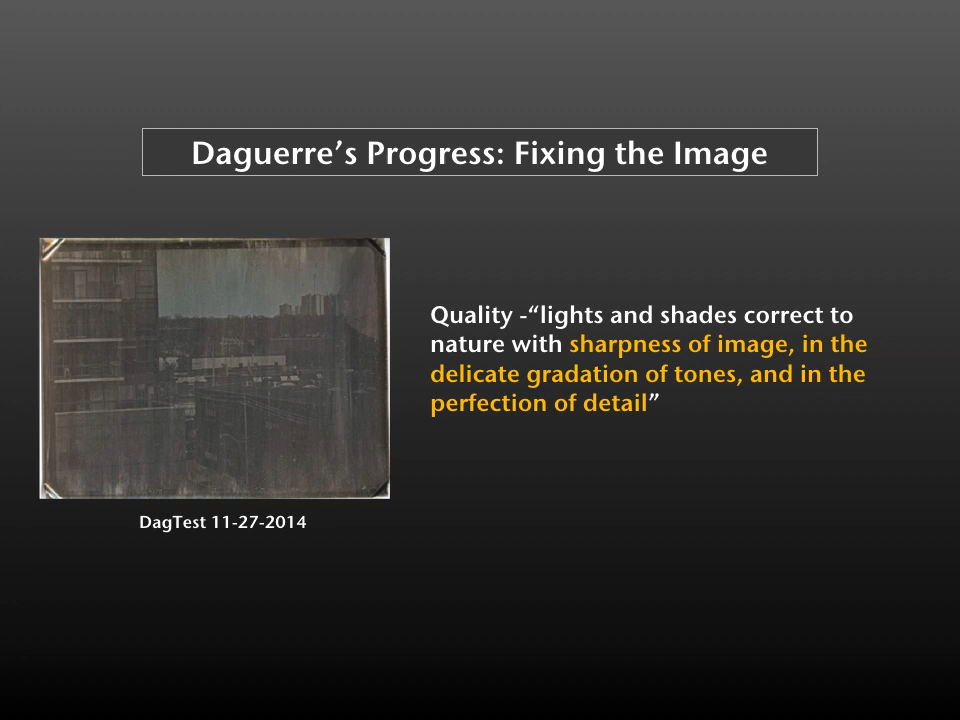 Daguerre’s Progress: Fixing the Image
Quality -“lights and shades correct to
nature with sharpness of image, in the
delicate gradation of tones, and in the
perfection of detail”
DagTest 11-27-2014